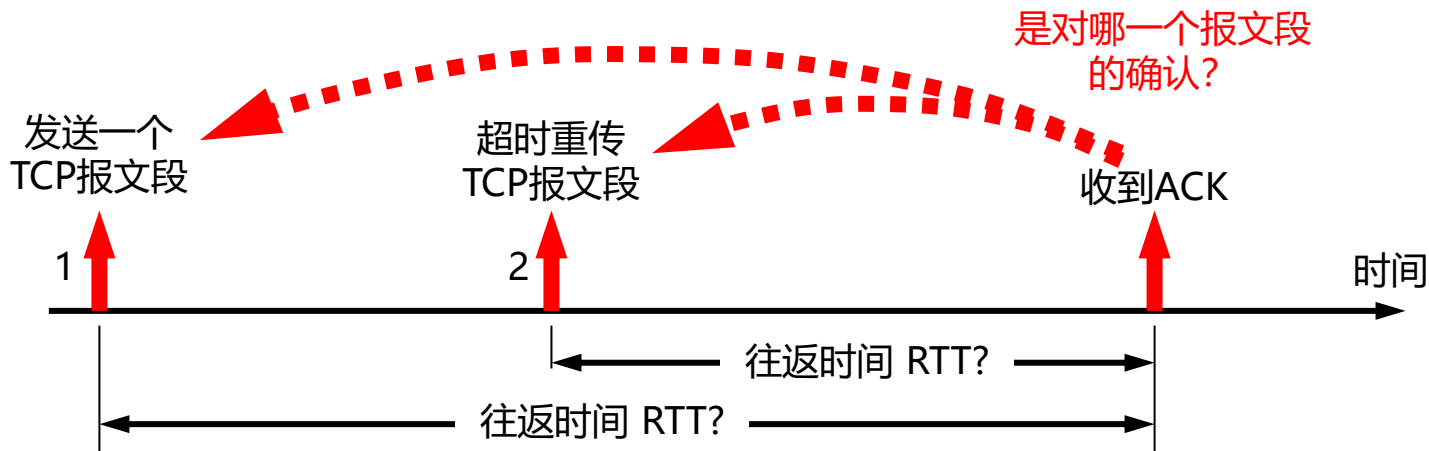 是对哪一个报文段
的确认？
发送一个
TCP报文段
超时重传
TCP报文段
收到ACK
1
2
时间
往返时间 RTT?
往返时间 RTT?